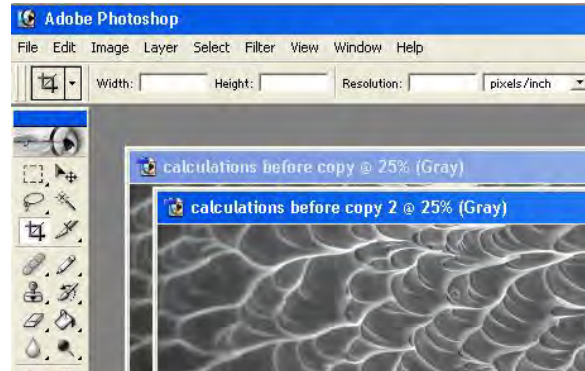 Adobe Photoshop
File Edit Image Layer Select Filter View Window Help
Width: Height: Resolution: pixels/inch
calculations before copy @ 25% (Gray)
calculations before copy 2 @ 25% (Gray)